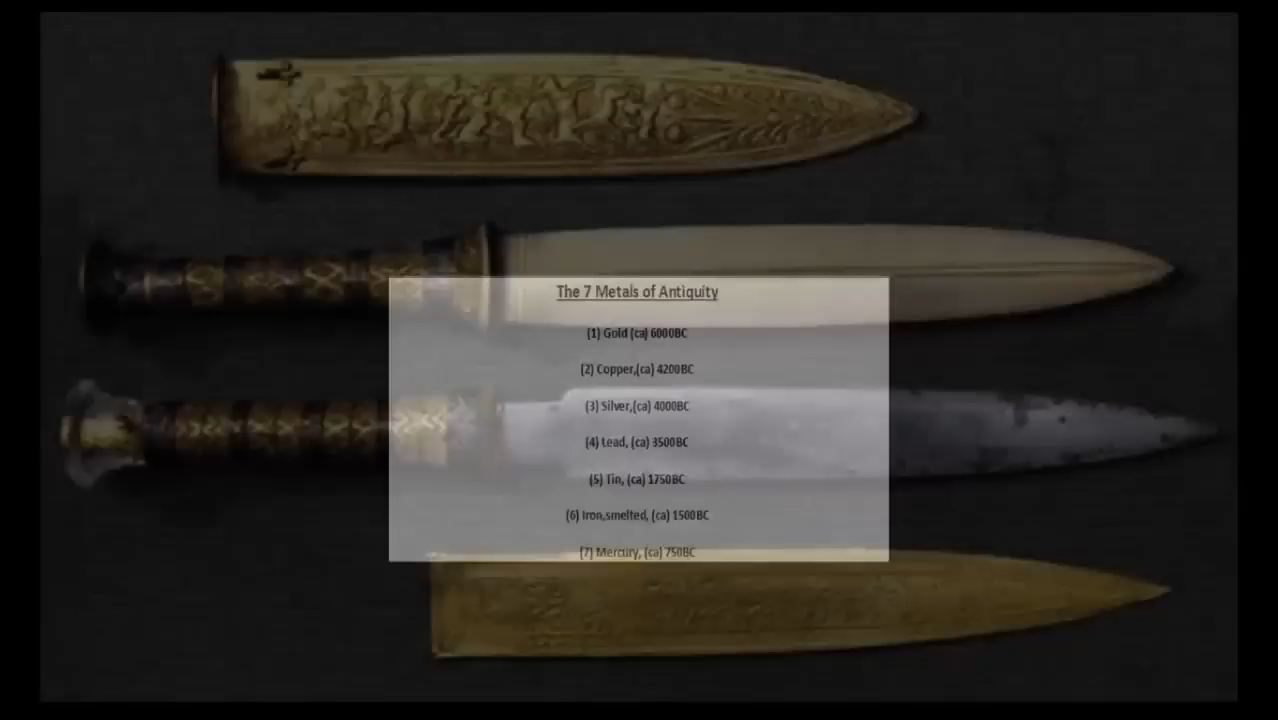 The 7 Metals of Antiquity
(1) Gold (ca) 6000BC
(2) Copper,(ca) 4200BC
(3) Silver,(ca) 4000BC
(4) Lead, (ca) 3500BC
(5) Tin, (ca) 1750BC
(6) Iron,smelted, (ca) 1500BC
(7) Mercury, (ca) 750BC